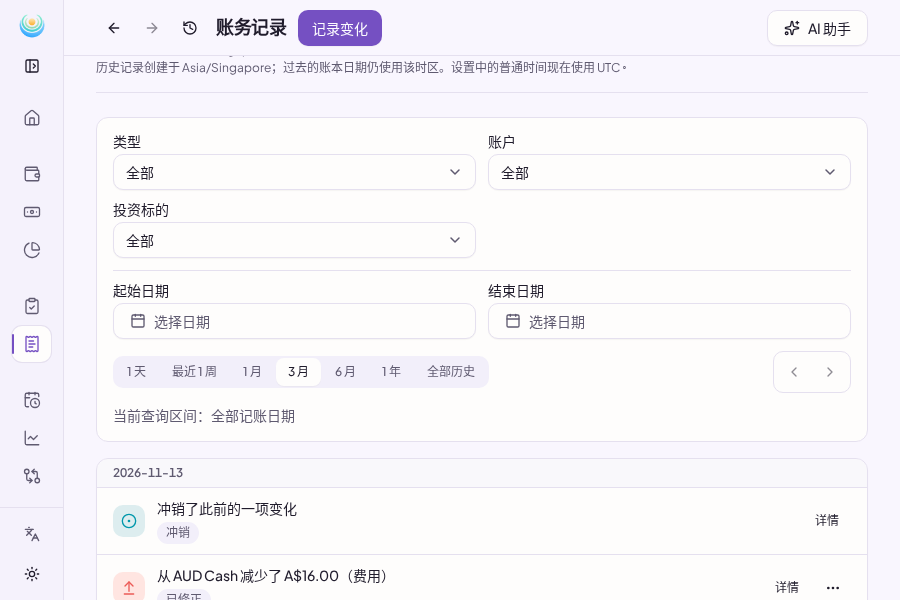 账务记录
记录变化
AI 助手
历史记录创建于 Asia/Singapore；过去的账本日期仍使用该时区。设置中的普通时间现在使用 UTC。
类型
账户
全部
全部
投资标的
全部
起始日期
结束日期
选择日期
选择日期
1 天 最近 1 周 1 月 3 月 6 月 1 年 全部历史
当前查询区间：全部记账日期
2026-11-13
冲销了此前的一项变化
冲销
详情
从 AUD Cash 减少了 A$16.00（费用）
已修正
详情